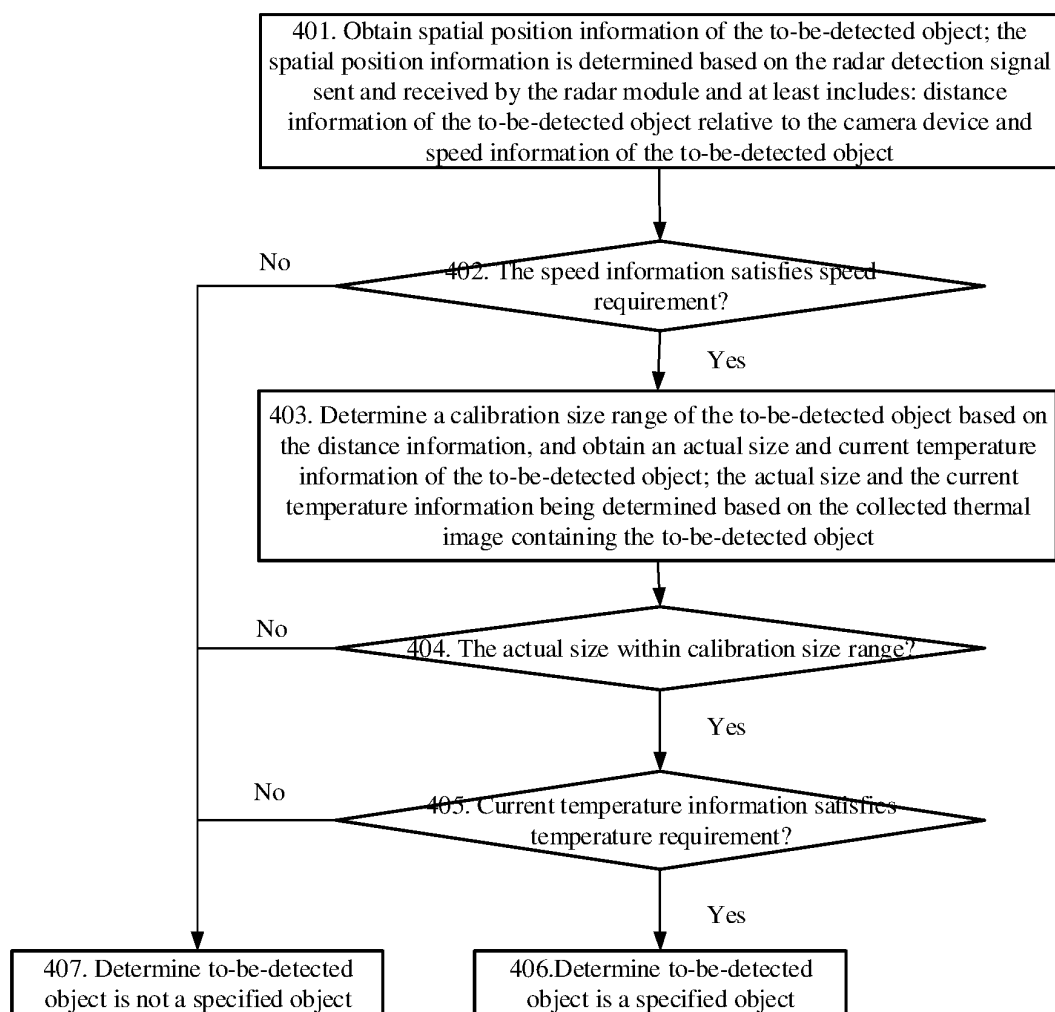 401. Obtain spatial position information of the to-be-detected object; the
spatial position information is determined based on the radar detection signal
sent and received by the radar module and at least includes: distance
information of the to-be-detected object relative to the camera device and
speed information of the to-be-detected object
No
402. The speed information satisfies speed
requirement?
Yes
403. Determine a calibration size range of the to-be-detected object based on
the distance information, and obtain an actual size and current temperature
information of the to-be-detected object; the actual size and the current
temperature information being determined based on the collected thermal
image containing the to-be-detected object
No
404. The actual size within calibration size range?
Yes
No
405. Current temperature information satisfies
temperature requirement?
Yes
407. Determine to-be-detected
object is not a specified object
406.Determine to-be-detected
object is a specified object